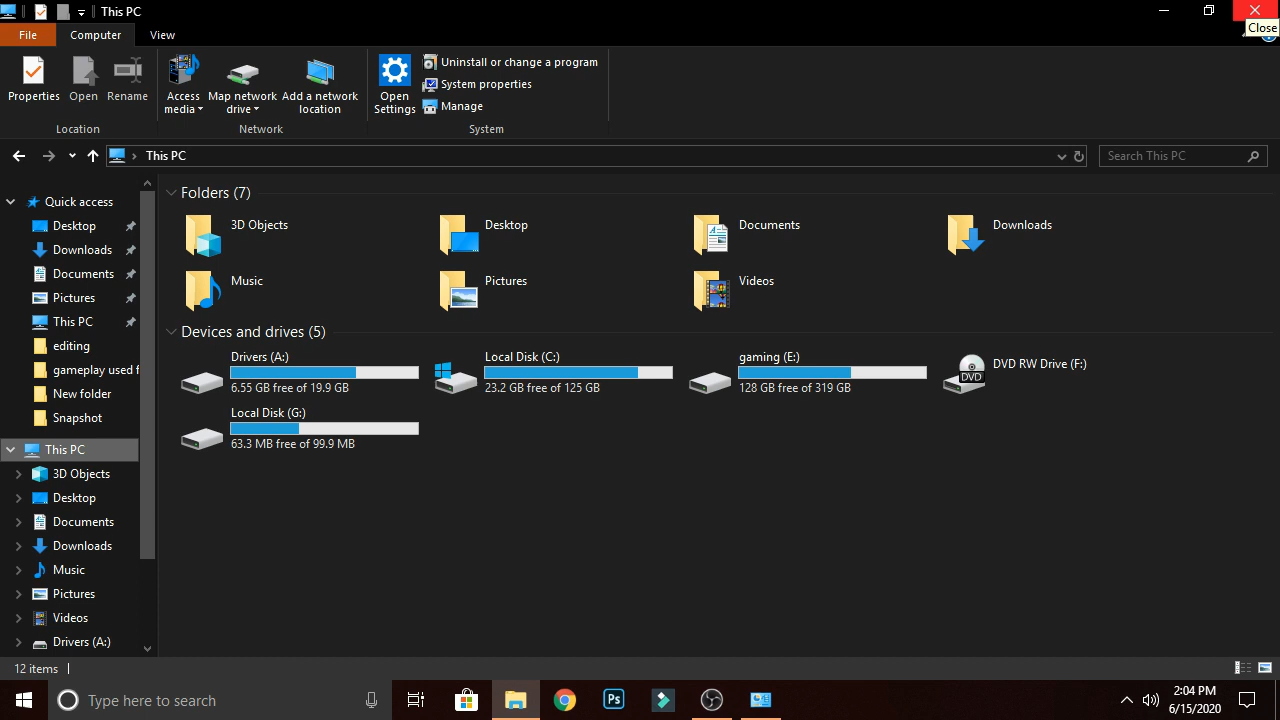 This PC
Close
File
Computer
View
Properties
Open
Rename
Access media
Map network drive
Add a network location
Open Settings
Uninstall or change a program
System properties
Manage
Location
Network
System
This PC
Search This PC
Quick access
Desktop
Downloads
Documents
Pictures
This PC
editing
gameplay used f
New folder
Snapshot
This PC
3D Objects
Desktop
Documents
Downloads
Music
Pictures
Videos
Drivers (A:)
Folders (7)
3D Objects
Desktop
Documents
Downloads
Music
Pictures
Videos
Devices and drives (5)
Drivers (A:)
6.55 GB free of 19.9 GB
Local Disk (C:)
23.2 GB free of 125 GB
gaming (E:)
128 GB free of 319 GB
DVD RW Drive (F:)
DVD
Local Disk (G:)
63.3 MB free of 99.9 MB
12 items
Type here to search
Ps
2:04 PM
6/15/2020